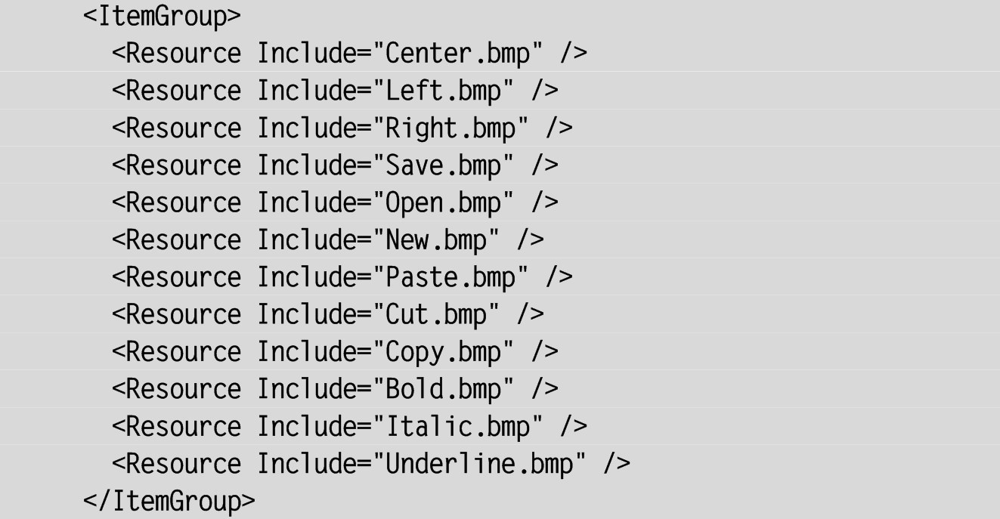 <ItemGroup>
<Resource Include="Center.bmp" />
<Resource Include="Left.bmp" />
<Resource Include="Right.bmp" />
<Resource Include="Save.bmp" />
<Resource Include="Open.bmp" />
<Resource Include="New.bmp" />
<Resource Include="Paste.bmp" />
<Resource Include="Cut.bmp" />
<Resource Include="Copy.bmp" />
<Resource Include="Bold.bmp" />
<Resource Include="Italic.bmp" />
<Resource Include="Underline.bmp" />
</ItemGroup>